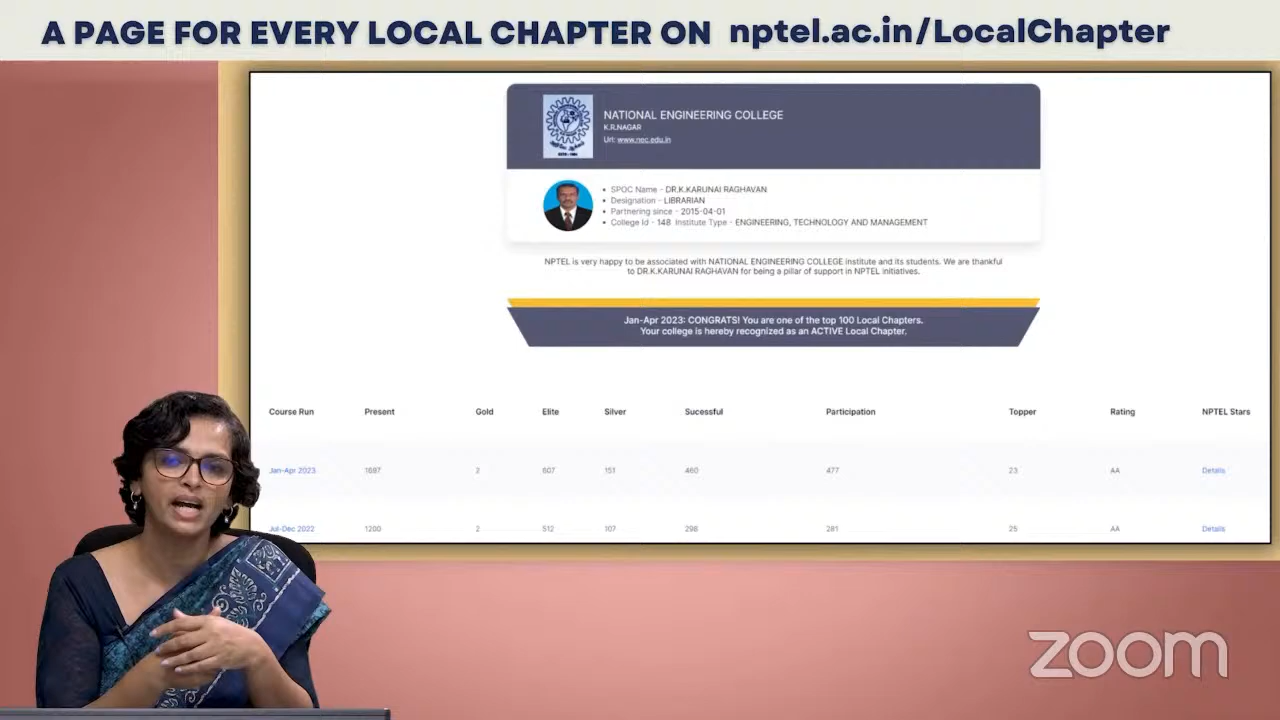 A PAGE FOR EVERY LOCAL CHAPTER ON nptel.ac.in/LocalChapter
NATIONAL ENGINEERING COLLEGE
K.R.NAGAR
Url: www.nec.edu.in
• SPOC Name - DR.K.KARUNAI RAGHAVAN
• Designation - LIBRARIAN
• Partnering since - 2015-04-01
• College Id - 148 Institute Type - ENGINEERING, TECHNOLOGY AND MANAGEMENT
NPTEL is very happy to be associated with NATIONAL ENGINEERING COLLEGE institute and its students. We are thankful
to DR.K.KARUNAI RAGHAVAN for being a pillar of support in NPTEL initiatives.
Jan-Apr 2023: CONGRATS! You are one of the top 100 Local Chapters.
Your college is hereby recognized as an ACTIVE Local Chapter.
Course Run Present Gold Elite Silver Sucessful Participation Topper Rating NPTEL Stars
Jan-Apr 2023 1697 2 607 151 460 477 23 AA Details
Jul-Dec 2022 1200 2 512 107 298 281 25 AA Details
zoom